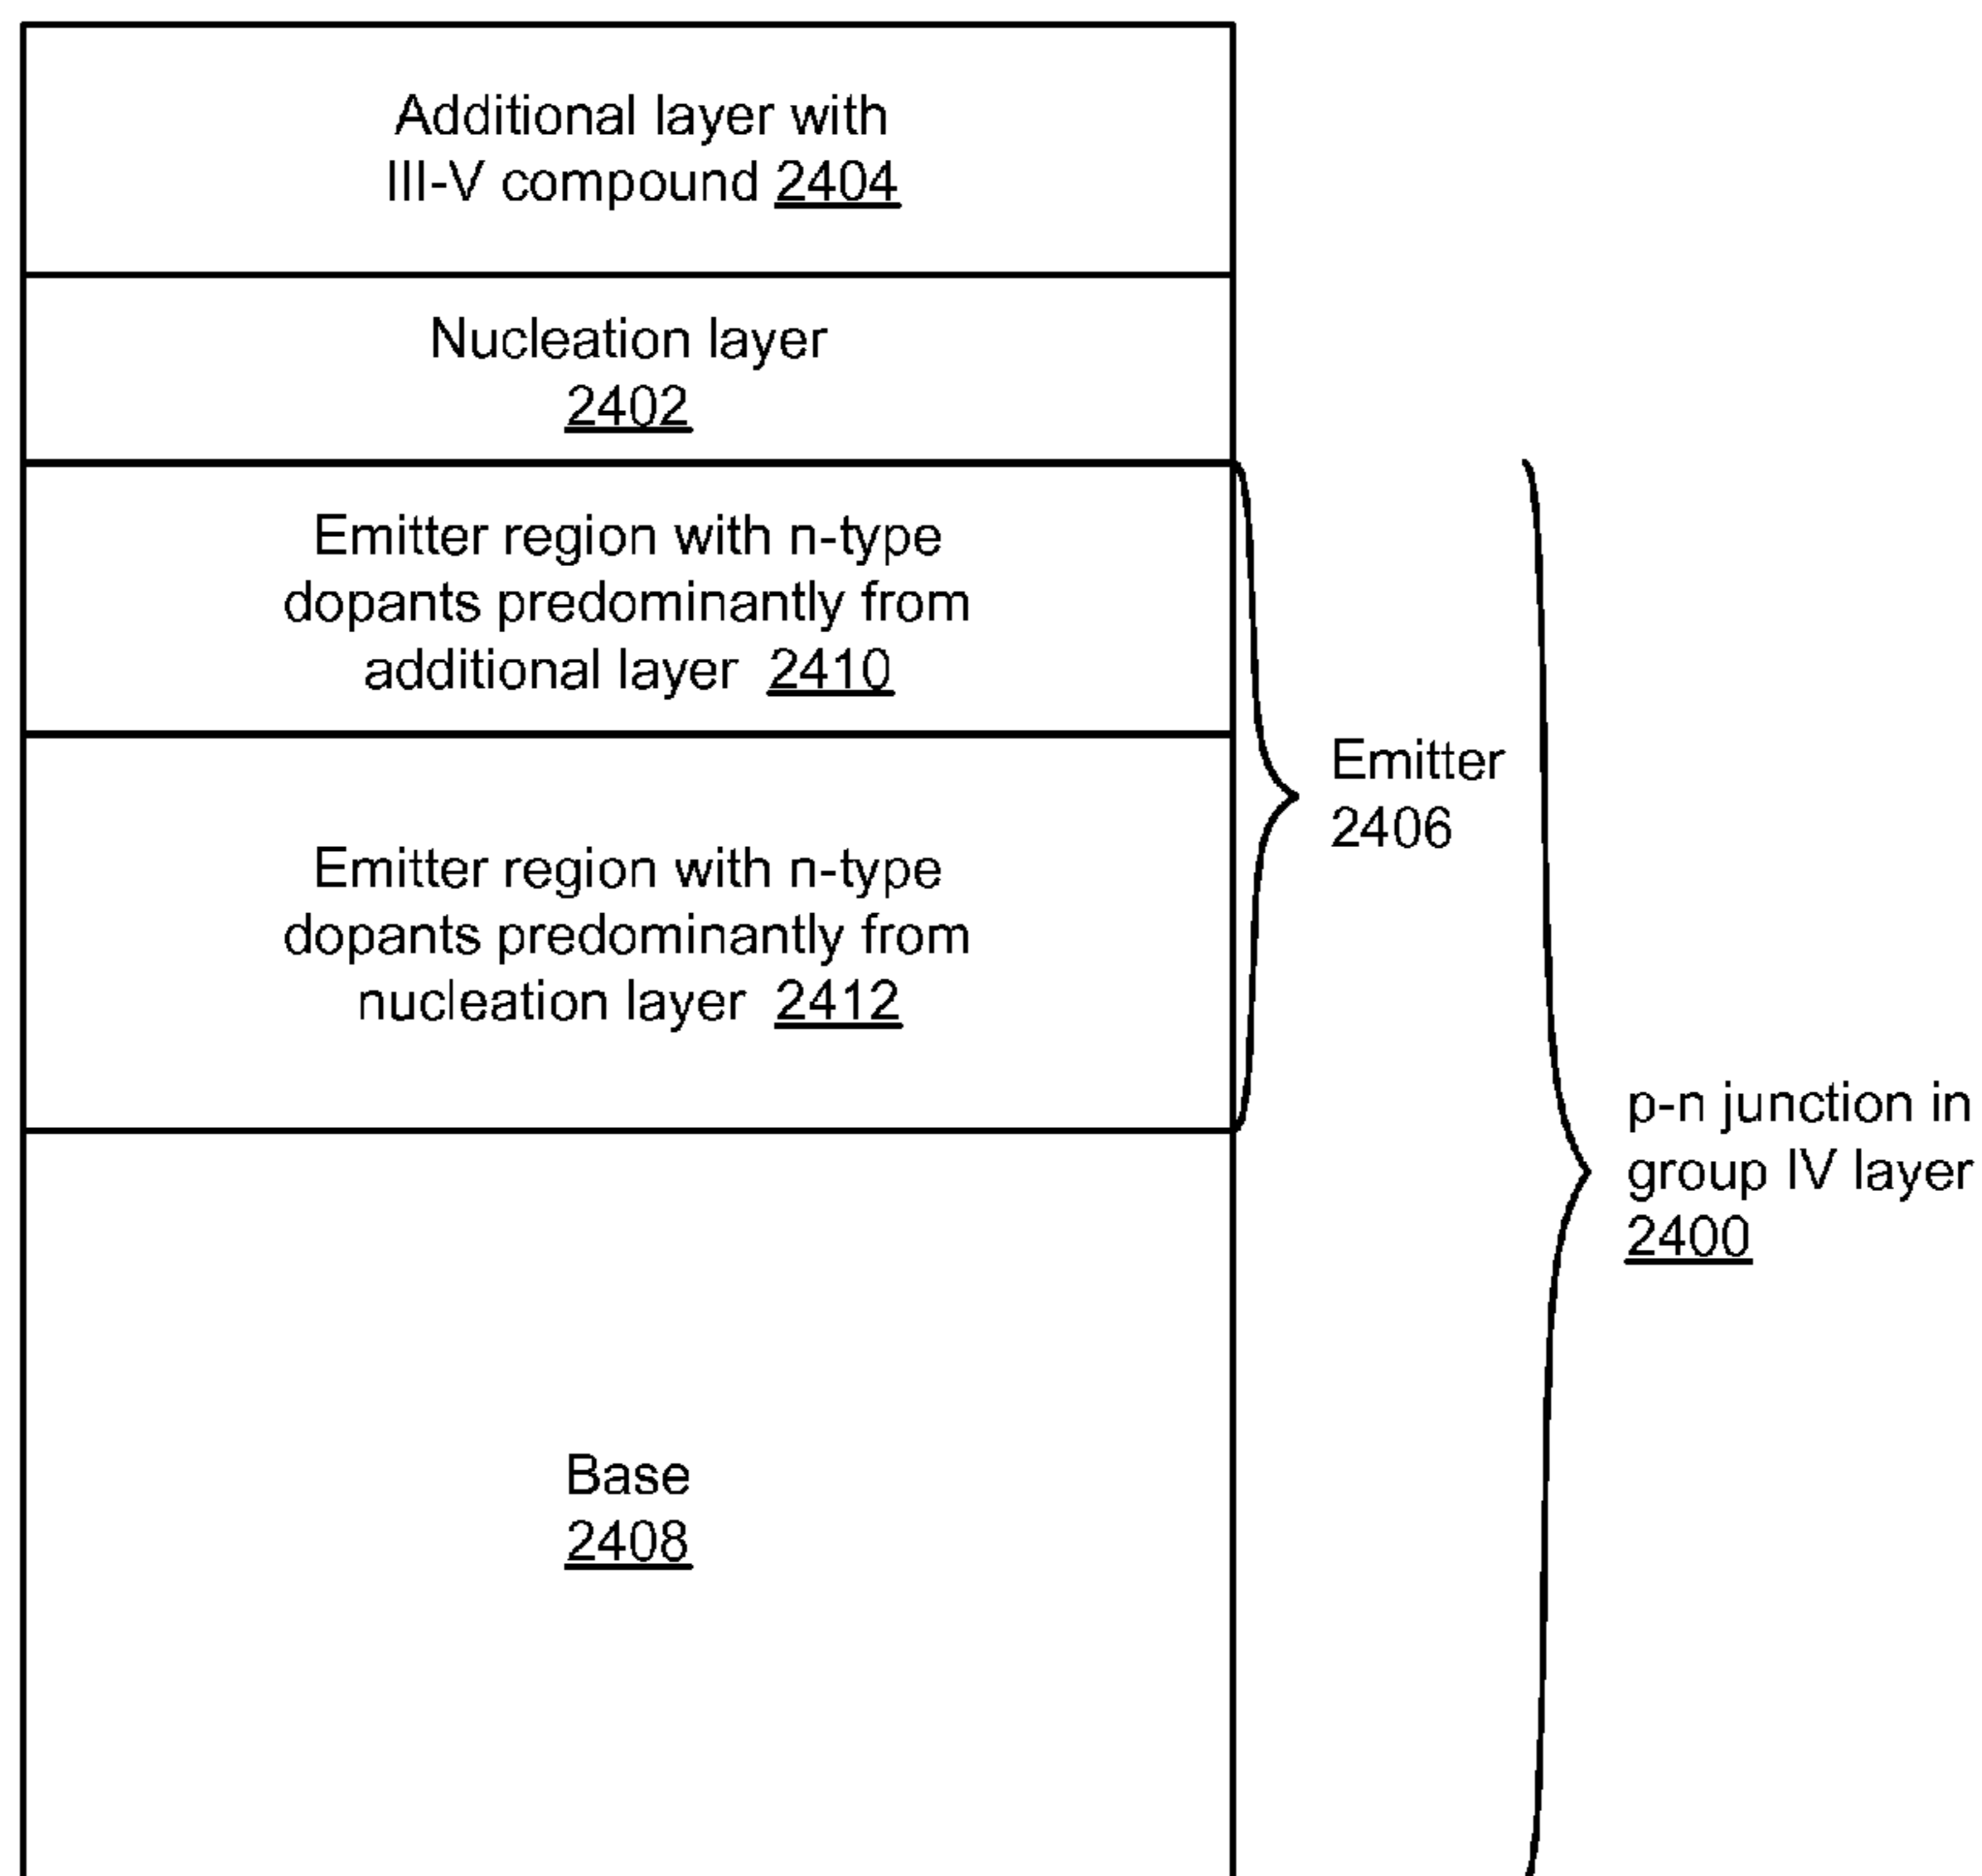 Additional layer with
III-V compound 2404
Nucleation layer
2402
Emitter region with n-type
dopants predominantly from
additional layer 2410
Emitter region with n-type
dopants predominantly from
nucleation layer 2412
Base
2408
Emitter
2406
p-n junction in
group IV layer
2400